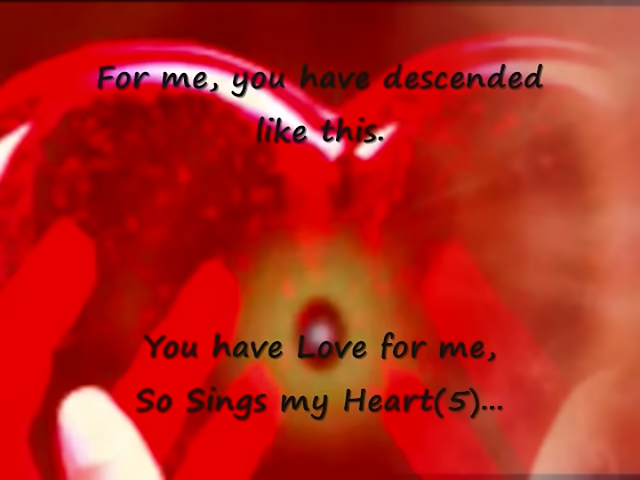 For me, you have descended
like this.
You have Love for me,
So Sings my Heart(5)...